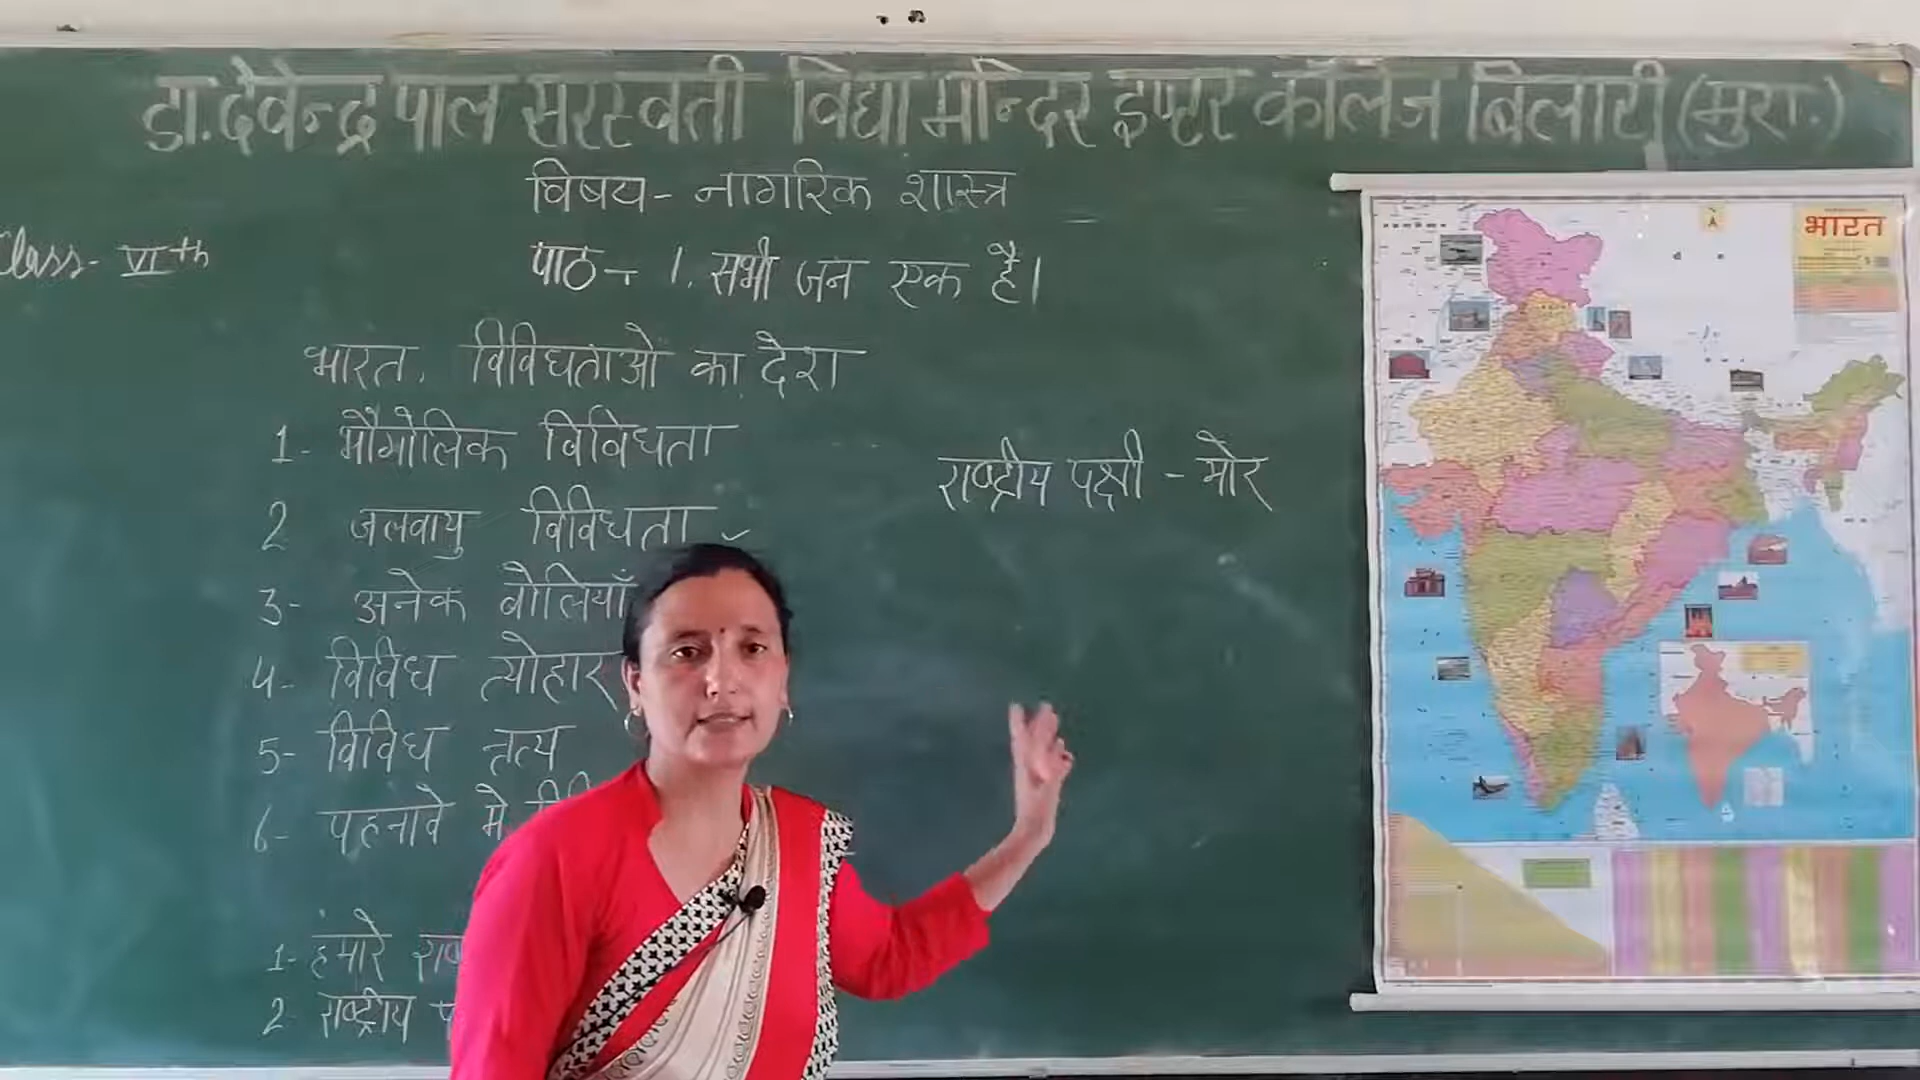 डा. देवेन्द्र पाल सरस्वती विद्या मन्दिर इण्टर कॉलेज बिलारी (मुरा.)
विषय- नागरिक शास्त्र
Class- VIth
पाठ- 1. सभी जन एक है।
भारत. विविधताओ का देश
1- भौगोलिक विविधता
2 जलवायु विविधता
3- अनेक बोलियाँ
4- विविध त्योहार
5- विविध नृत्य
6- पहनावे मे
1- हमारे
2- राष्ट्रीय
राष्ट्रीय पक्षी - मोर
भारत